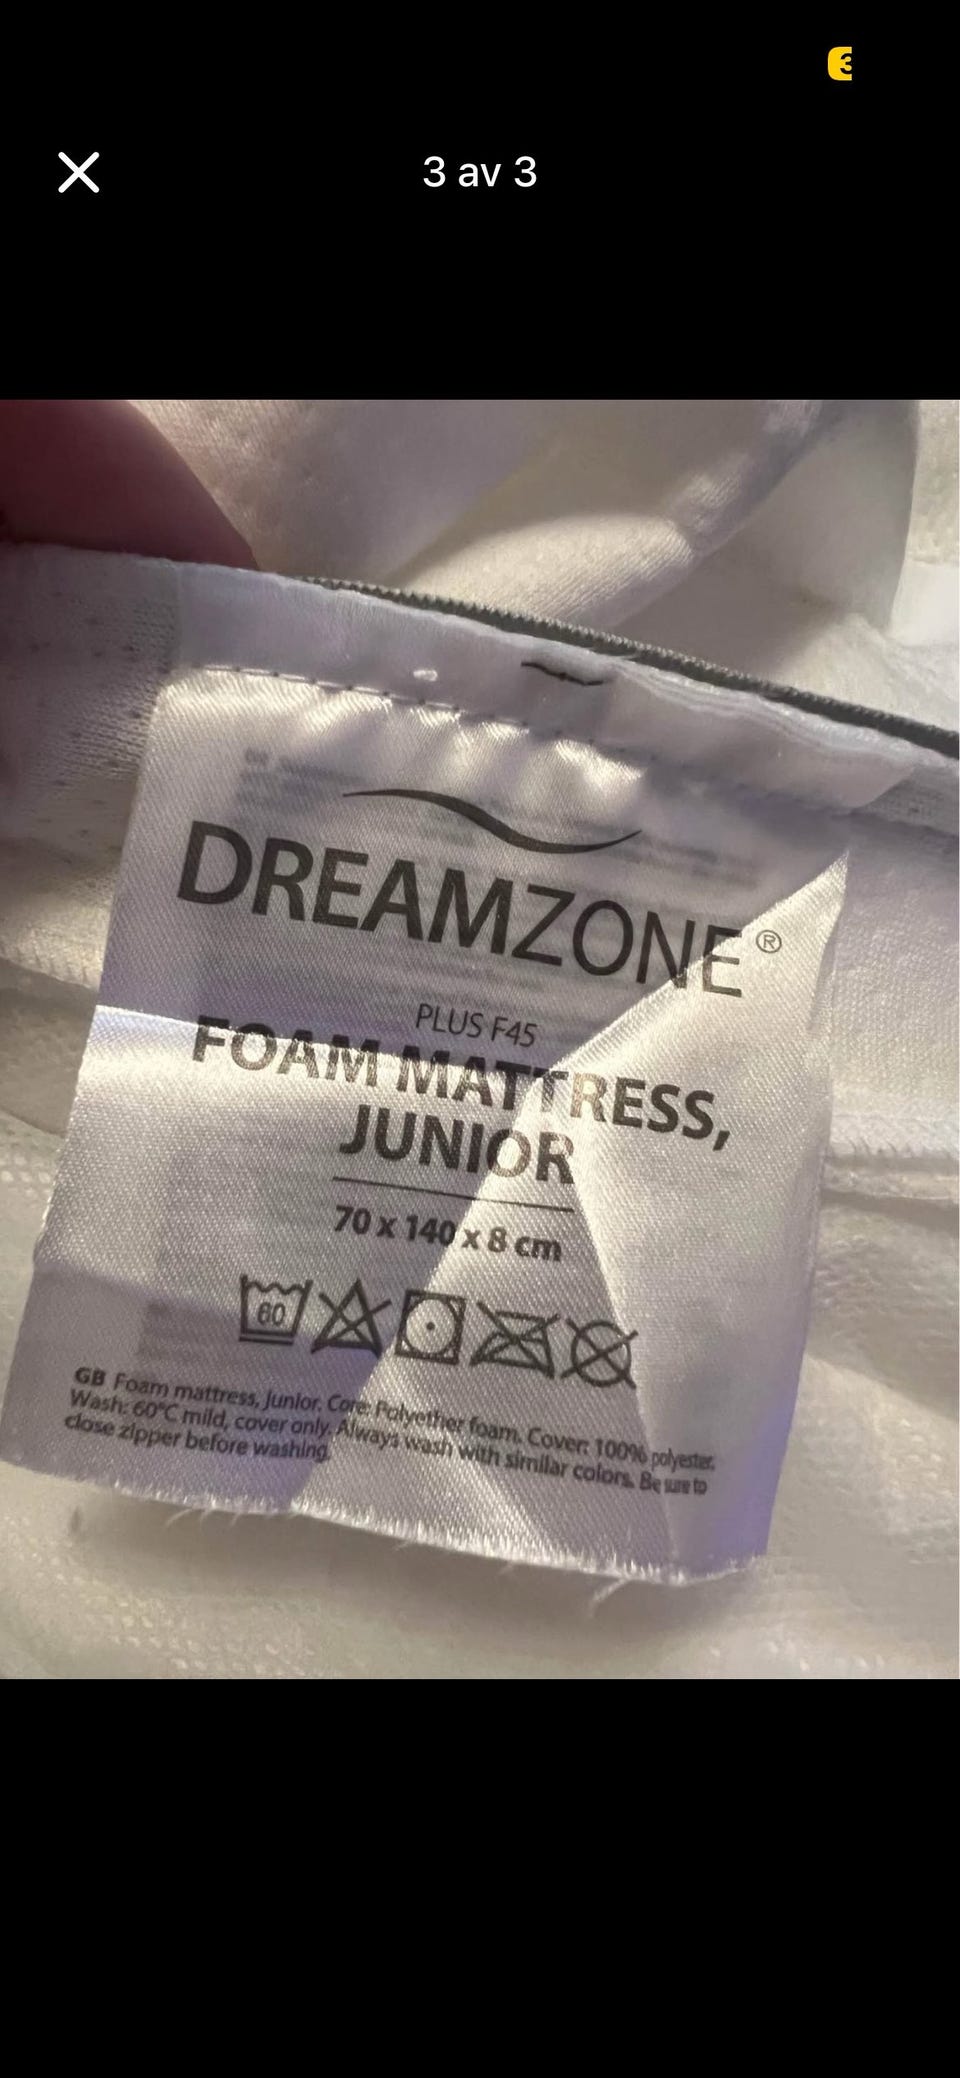 3 av 3
DREAMZONE®
PLUS F45
FOAM MATTRESS,
JUNIOR
70 x 140 x 8 cm
60
GB Foam mattress, Junior. Core: Polyether foam. Cover: 100% polyester.
Wash: 60°C mild, cover only. Always wash with similar colors. Be sure to
close zipper before washing.